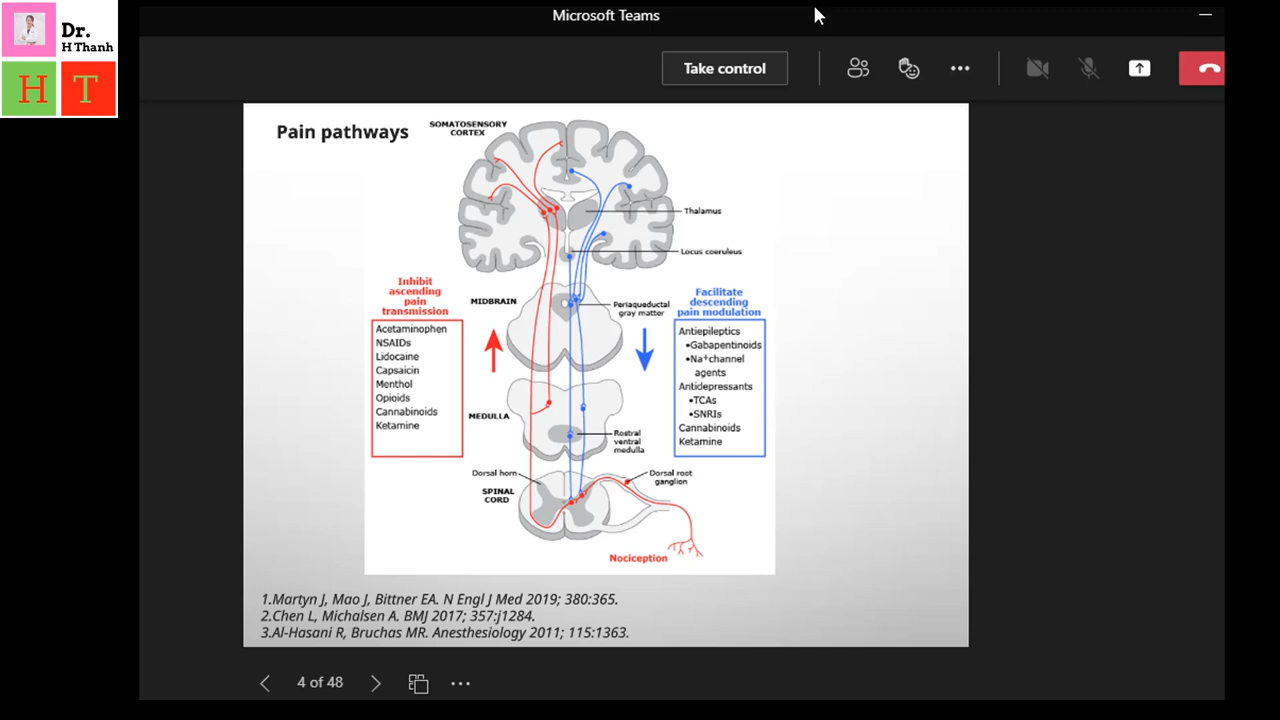 Microsoft Teams
Dr.
H Thanh
H T
Take control
Pain pathways
SOMATOSENSORY
CORTEX
Thalamus
Locus coeruleus
Inhibit
ascending
pain
transmission
Acetaminophen
NSAIDs
Lidocaine
Capsaicin
Menthol
Opioids
Cannabinoids
Ketamine
MIDBRAIN
Periaqueductal
gray matter
Facilitate
descending
pain modulation
Antiepileptics
•Gabapentinoids
•Na⁺channel
agents
Antidepressants
•TCAs
•SNRIs
Cannabinoids
Ketamine
MEDULLA
Rostral
ventral
medulla
Dorsal horn
Dorsal root
ganglion
SPINAL
CORD
Nociception
1.Martyn J, Mao J, Bittner EA. N Engl J Med 2019; 380:365.
2.Chen L, Michalsen A. BMJ 2017; 357:j1284.
3.Al-Hasani R, Bruchas MR. Anesthesiology 2011; 115:1363.
4 of 48